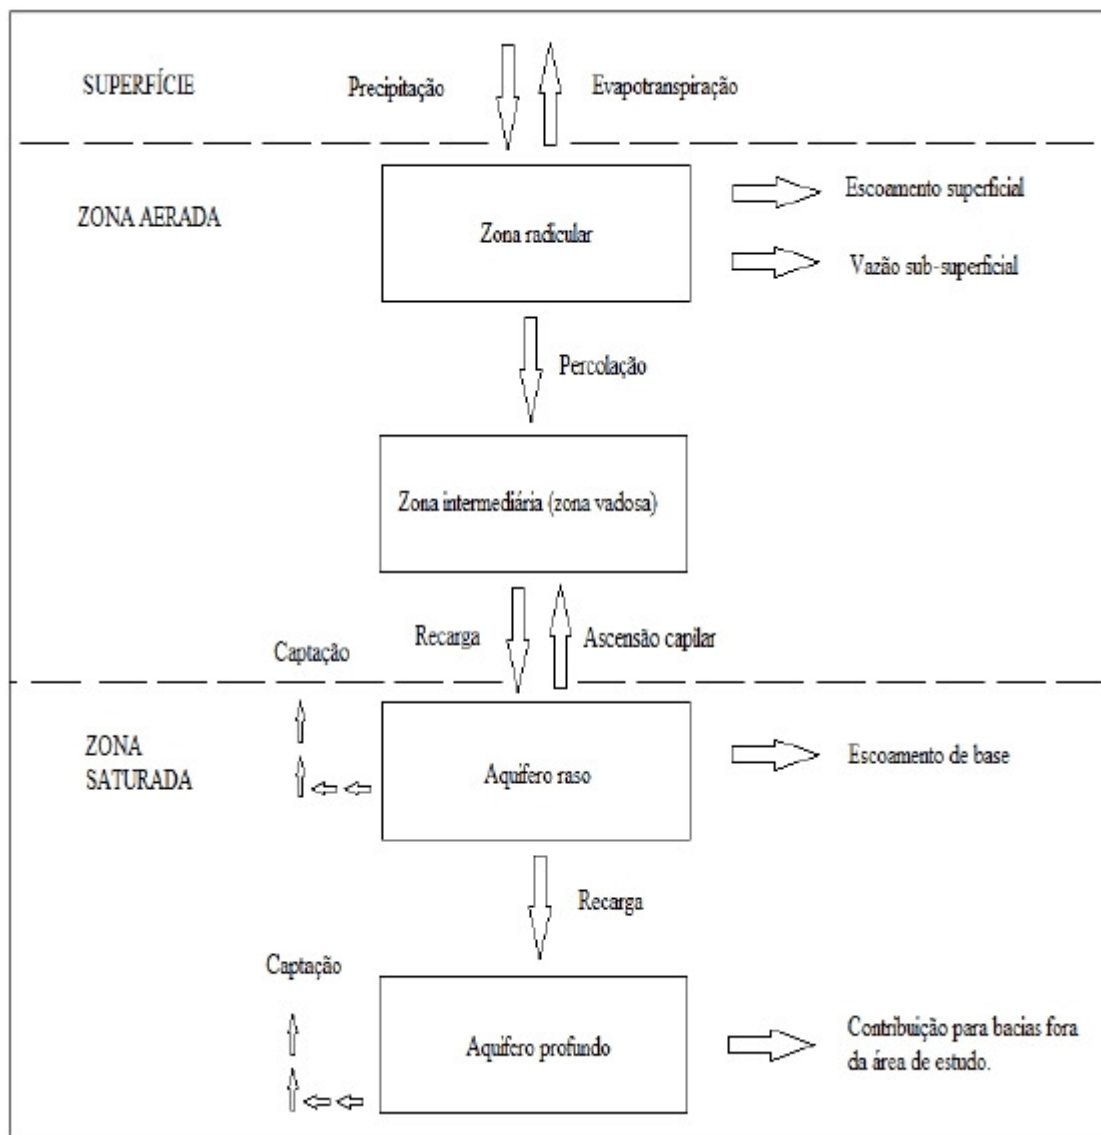 SUPERFÍCIE
Precipitação
Evapotranspiração
ZONA AERADA
Zona radicular
Escoamento superficial
Vazão sub-superficial
Percolação
Zona intermediária (zona vadosa)
Recarga
Ascensão capilar
Captação
ZONA
SATURADA
Aquífero raso
Escoamento de base
Recarga
Captação
Aquífero profundo
Contribuição para bacias fora
da área de estudo.